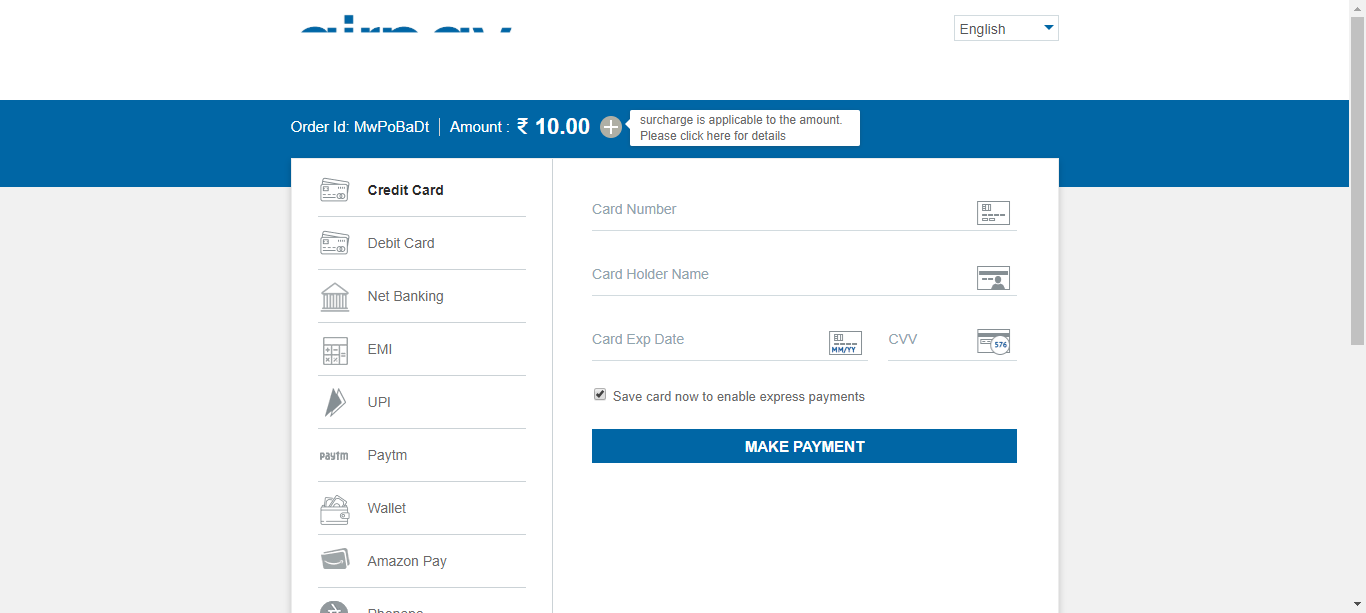 English
Order Id: MwPoBaDt
Amount : ₹ 10.00
surcharge is applicable to the amount.
Please click here for details
Credit Card
Debit Card
Net Banking
EMI
UPI
Paytm
Paytm
Wallet
Amazon Pay
Card Number
Card Holder Name
Card Exp Date
MM/YY
CVV
576
Save card now to enable express payments
MAKE PAYMENT